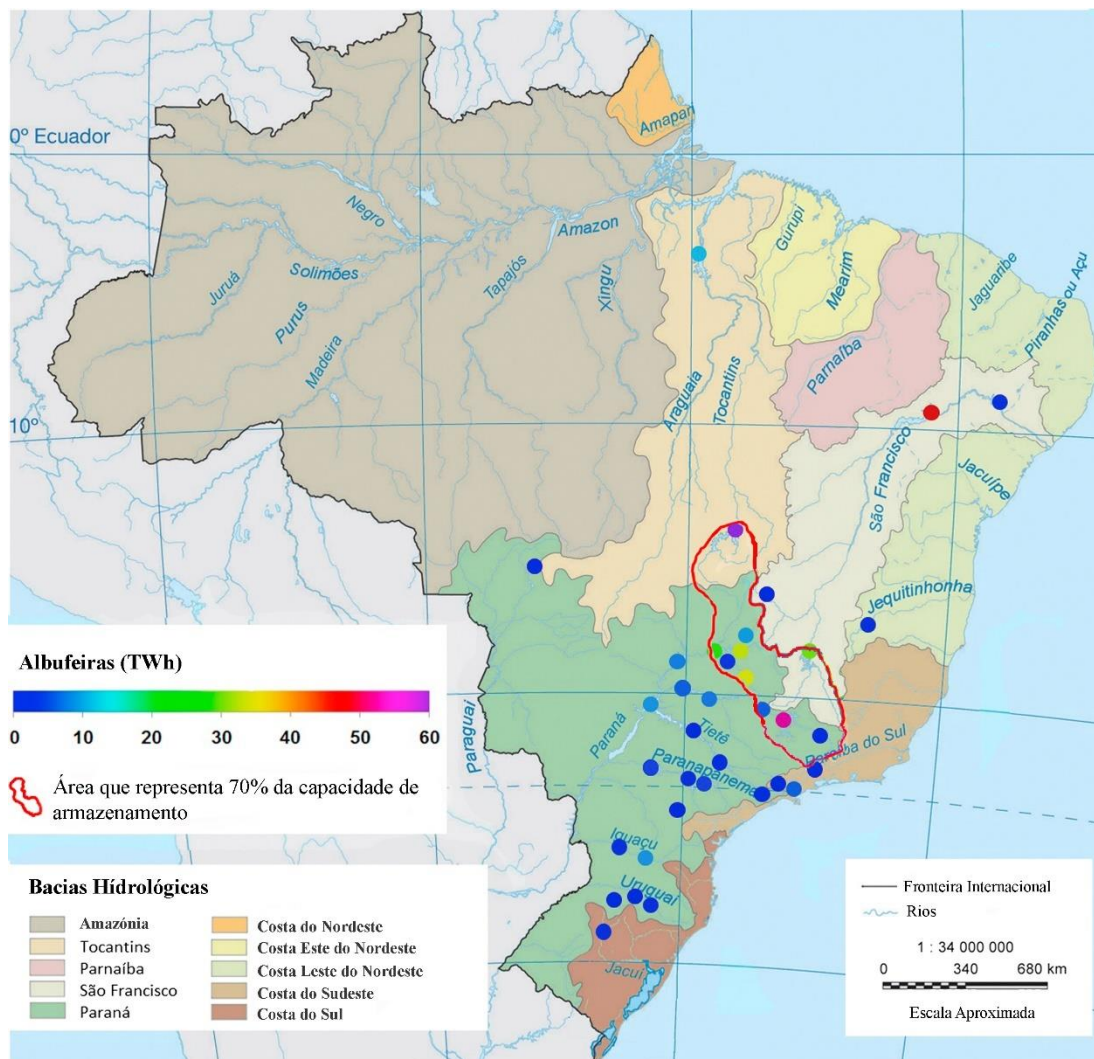 Amapari
0º Ecuador
Negro
Amazon
Gurupi
Mearim
Jaguaribe
Piranhas ou Açu
Juruá
Solimões
Purus
Madeira
Tapajós
Xingu
Araguaia
Tocantins
Parnaíba
10º
São Francisco
Jacuípe
Jequitinhonha
Albufeiras (TWh)
0 10 20 30 40 50 60
Área que representa 70% da capacidade de
armazenamento
Paraguaí
Paraná
Tietê
Paranapanema
Paraíba do Sul
Iguaçu
Uruguai
Jacuí
Bacias Hídrológicas
Amazónia
Tocantins
Parnaíba
São Francisco
Paraná
Costa do Nordeste
Costa Este do Nordeste
Costa Leste do Nordeste
Costa do Sudeste
Costa do Sul
Fronteira Internacional
Rios
1 : 34 000 000
0 340 680 km
Escala Aproximada